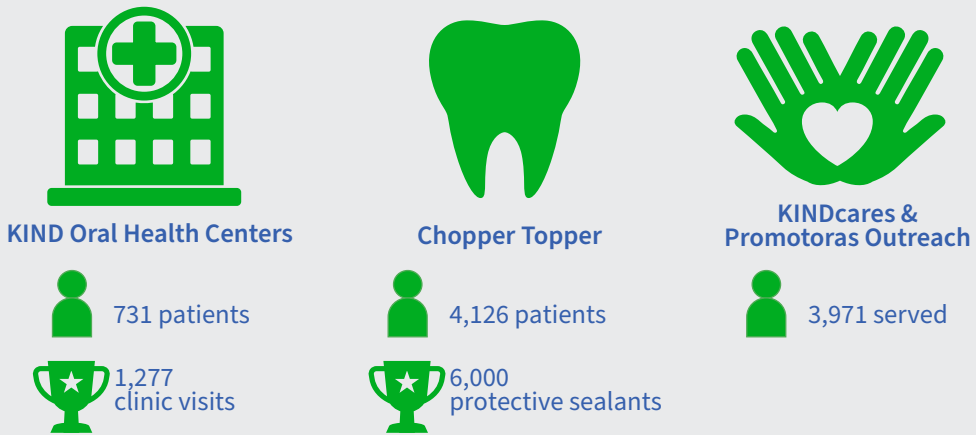 KIND Oral Health Centers
731 patients
1,277
clinic visits
Chopper Topper
4,126 patients
6,000
protective sealants
KINDcares &
Promotoras Outreach
3,971 served